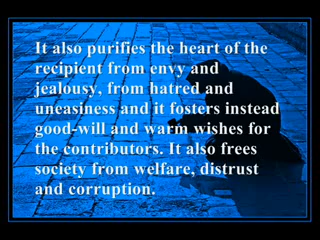 It also purifies the heart of the
recipient from envy and
jealousy, from hatred and
uneasiness and it fosters instead
good-will and warm wishes for
the contributors. It also frees
society from welfare, distrust
and corruption.